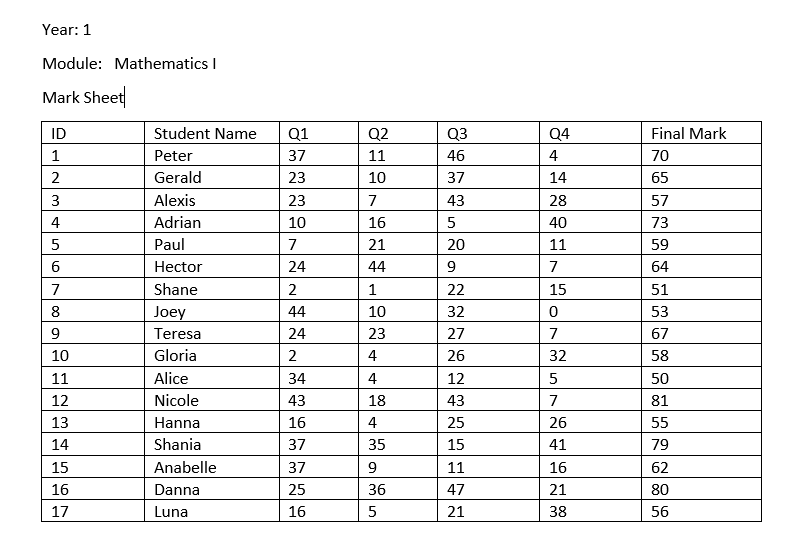 Year: 1
Module: Mathematics I
Mark Sheet
ID Student Name Q1 Q2 Q3 Q4 Final Mark
1 Peter 37 11 46 4 70
2 Gerald 23 10 37 14 65
3 Alexis 23 7 43 28 57
4 Adrian 10 16 5 40 73
5 Paul 7 21 20 11 59
6 Hector 24 44 9 7 64
7 Shane 2 1 22 15 51
8 Joey 44 10 32 0 53
9 Teresa 24 23 27 7 67
10 Gloria 2 4 26 32 58
11 Alice 34 4 12 5 50
12 Nicole 43 18 43 7 81
13 Hanna 16 4 25 26 55
14 Shania 37 35 15 41 79
15 Anabelle 37 9 11 16 62
16 Danna 25 36 47 21 80
17 Luna 16 5 21 38 56